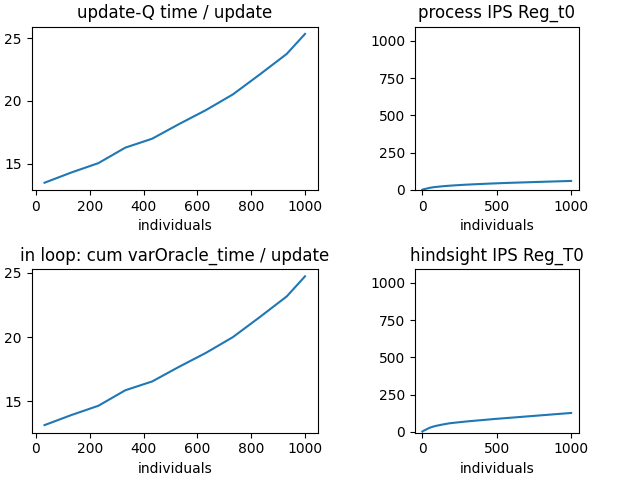 update-Q time / update
25
20
15
0 200 400 600 800 1000
individuals
process IPS Reg_t0
1000
750
500
250
0
0 500 1000
individuals
in loop: cum varOracle_time / update
25
20
15
0 200 400 600 800 1000
individuals
hindsight IPS Reg_T0
1000
750
500
250
0
0 500 1000
individuals